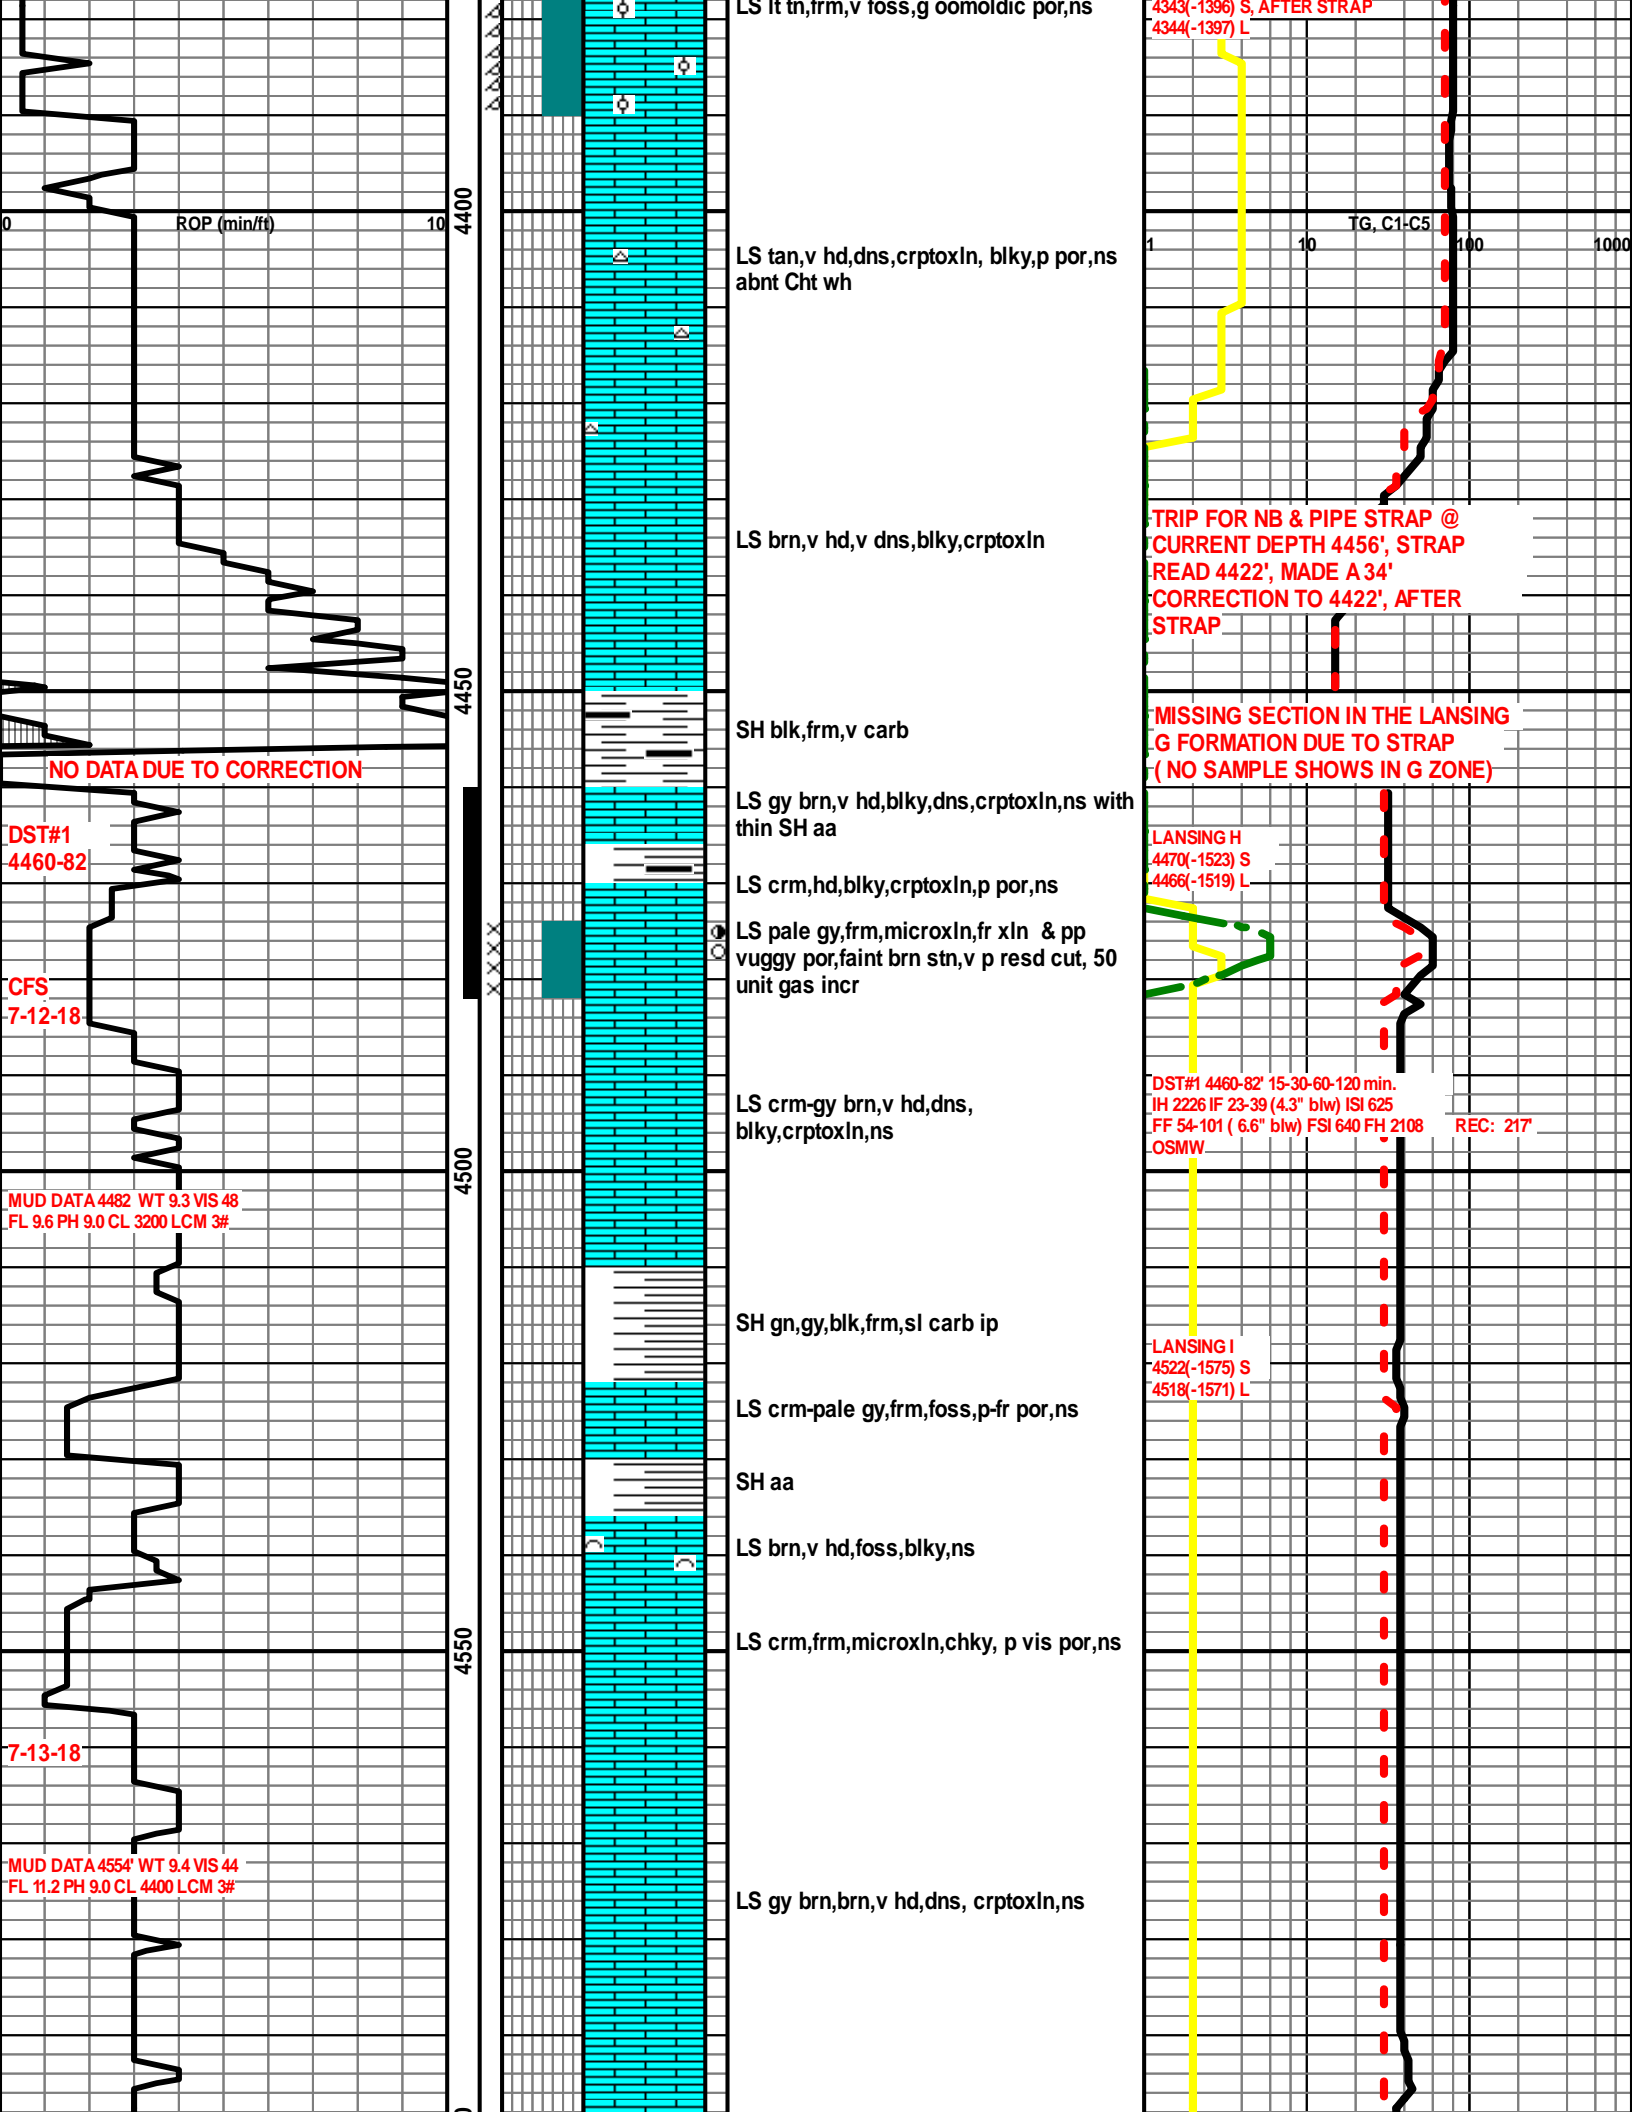 LS lt tn,frm,v foss,g oomoldic por,ns
4343(-1396) S, AFTER STRAP
4344(-1397) L
0 ROP (min/ft) 10
4400
TG, C1-C5
1 10 100 1000
LS tan,v hd,dns,crptoxln, blky,p por,ns
abnt Cht wh
LS brn,v hd,v dns,blky,crptoxln
TRIP FOR NB & PIPE STRAP @
CURRENT DEPTH 4456', STRAP
READ 4422', MADE A 34'
CORRECTION TO 4422', AFTER
STRAP
4450
SH blk,frm,v carb
MISSING SECTION IN THE LANSING
G FORMATION DUE TO STRAP
( NO SAMPLE SHOWS IN G ZONE)
NO DATA DUE TO CORRECTION
LS gy brn,v hd,blky,dns,crptoxln,ns with
thin SH aa
DST#1
4460-82
LANSING H
4470(-1523) S
4466(-1519) L
LS crm,hd,blky,crptoxln,p por,ns
LS pale gy,frm,microxln,fr xln & pp
vuggy por,faint brn stn,v p resd cut, 50
unit gas incr
CFS
7-12-18
DST#1 4460-82' 15-30-60-120 min.
IH 2226 IF 23-39 (4.3" blw) ISI 625
FF 54-101 ( 6.6" blw) FSI 640 FH 2108 REC: 217'
OSMW
LS crm-gy brn,v hd,dns,
blky,crptoxln,ns
4500
MUD DATA 4482 WT 9.3 VIS 48
FL 9.6 PH 9.0 CL 3200 LCM 3#
SH gn,gy,blk,frm,sl carb ip
LANSING I
4522(-1575) S
4518(-1571) L
LS crm-pale gy,frm,foss,p-fr por,ns
SH aa
LS brn,v hd,foss,blky,ns
LS crm,frm,microxln,chky, p vis por,ns
4550
7-13-18
MUD DATA 4554' WT 9.4 VIS 44
FL 11.2 PH 9.0 CL 4400 LCM 3#
LS gy brn,brn,v hd,dns, crptoxln,ns